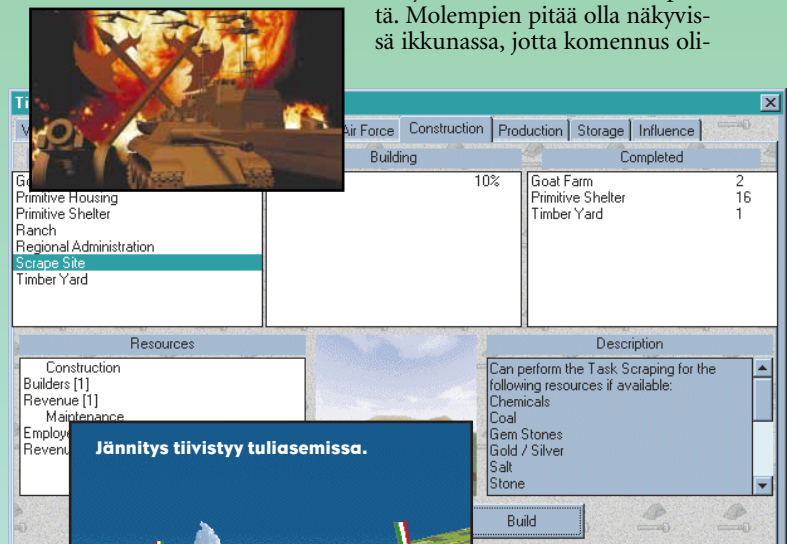 tä. Molempien pitää olla näkyvis-
sä ikkunassa, jotta komennus oli-
Air Force Construction Production Storage Influence
Building
Completed
Primitive Housing
Primitive Shelter
Ranch
Regional Administration
Scrape Site
Timber Yard
10%
Goat Farm 2
Primitive Shelter 16
Timber Yard 1
Resources
Construction
Builders [1]
Revenue [1]
Maintenance
Description
Can perform the Task Scraping for the
following resources if available:
Chemicals
Coal
Gem Stones
Gold / Silver
Salt
Stone
Build
Jännitys tiivistyy tuliasemissa.